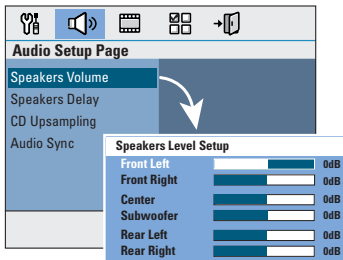 Audio Setup Page
Speakers Volume
Speakers Delay
CD Upsampling
Audio Sync
Speakers Level Setup
Front Left 0dB
Front Right 0dB
Center 0dB
Subwoofer 0dB
Rear Left 0dB
Rear Right 0dB